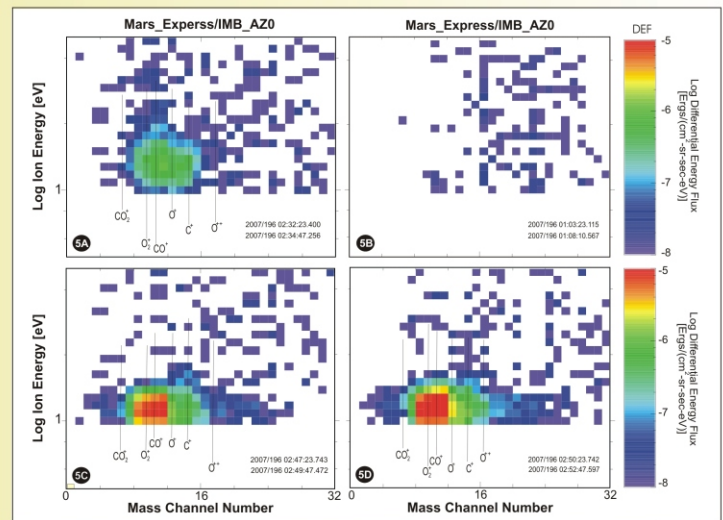 Mars_Experss/IMB_AZ0
Mars_Express/IMB_AZ0
DEF
Log Ion Energy [eV]
1
CO₂⁺
O₂⁺
CO⁺
O⁺
C⁺
O⁺⁺
2007/196 02:32:23.400
2007/196 02:34:47.256
5A
2007/196 01:03:23.115
2007/196 01:08:10.567
5B
-5
-6
-7
-8
Log Differential Energy Flux
[Ergs/(cm²-sr-sec-eV)]
Log Ion Energy [eV]
1
CO₂⁺
O₂⁺
CO⁺
O⁺
C⁺
O⁺⁺
2007/196 02:47:23.743
2007/196 02:49:47.472
5C
0
16
32
Mass Channel Number
CO₂⁺
O₂⁺
CO⁺
O⁺
C⁺
O⁺⁺
2007/196 02:50:23.742
2007/196 02:52:47.597
5D
0
16
32
Mass Channel Number
-5
-6
-7
-8
Log Differential Energy Flux
[Ergs/(cm²-sr-sec-eV)]